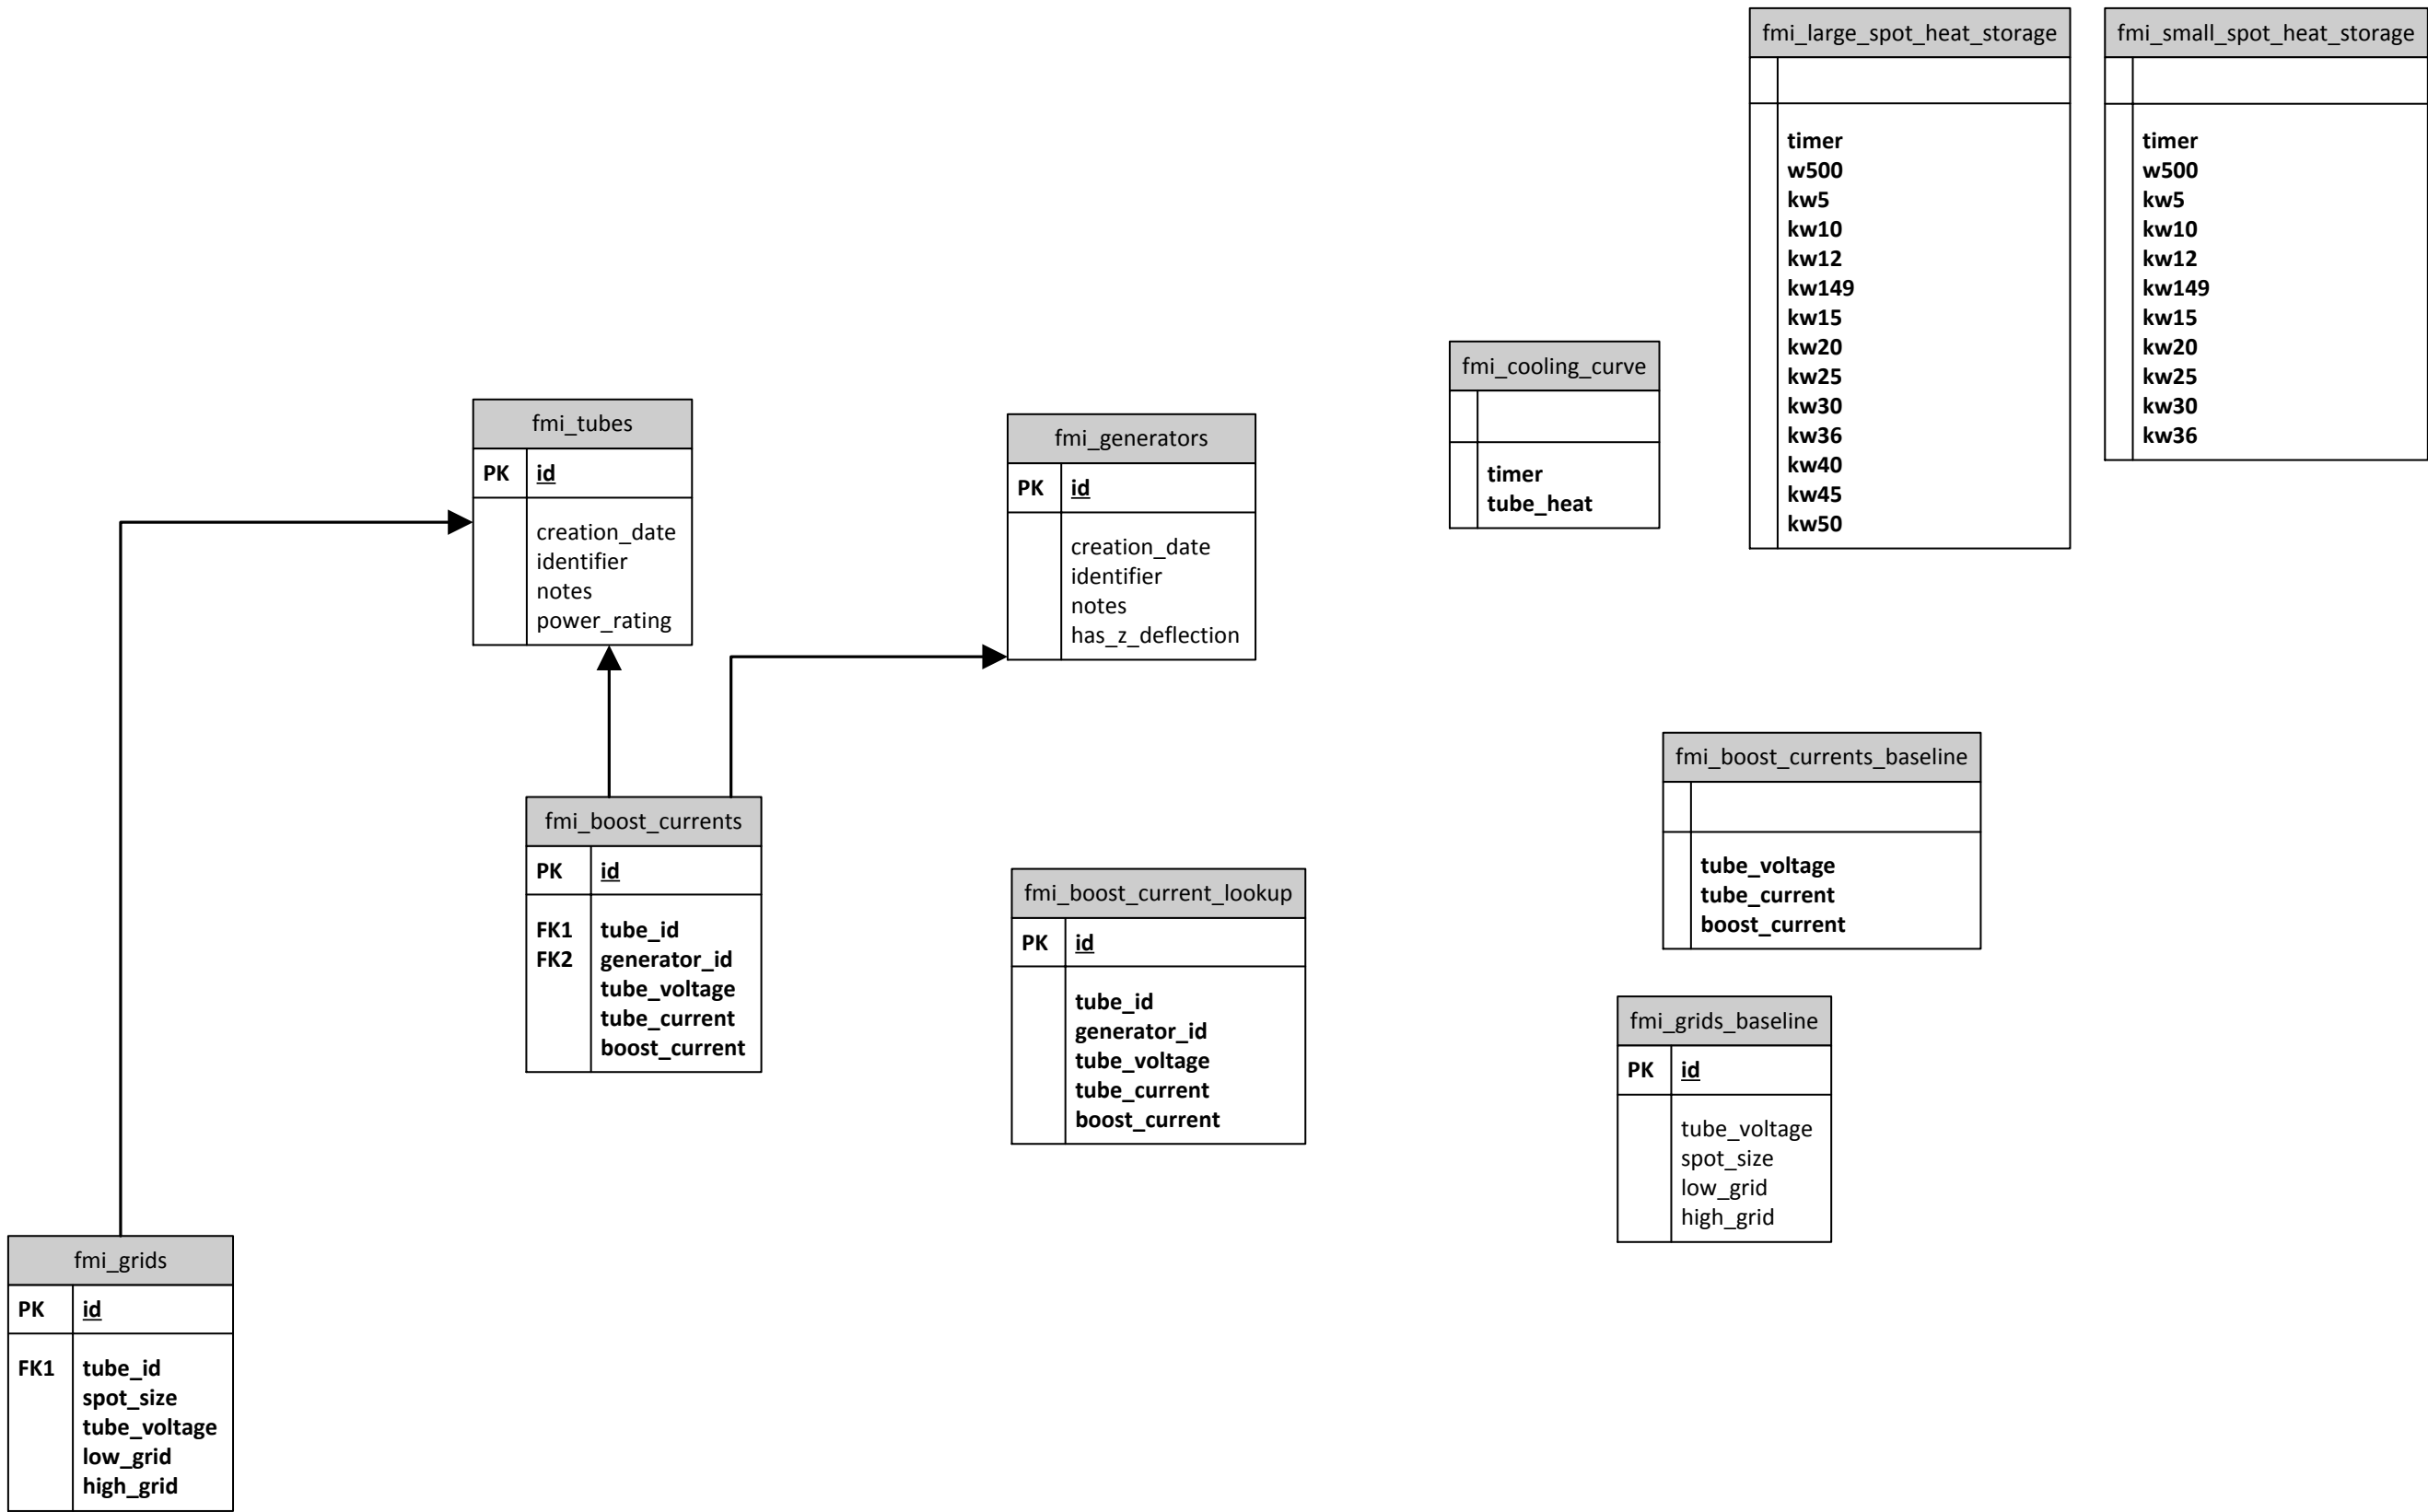 fmi_large_spot_heat_storage
timer
w500
kw5
kw10
kw12
kw149
kw15
kw20
kw25
kw30
kw36
kw40
kw45
kw50
fmi_small_spot_heat_storage
timer
w500
kw5
kw10
kw12
kw149
kw15
kw20
kw25
kw30
kw36
fmi_cooling_curve
timer
tube_heat
fmi_tubes
PK id
creation_date
identifier
notes
power_rating
fmi_generators
PK id
creation_date
identifier
notes
has_z_deflection
fmi_boost_currents
PK id
FK1 tube_id
FK2 generator_id
tube_voltage
tube_current
boost_current
fmi_boost_current_lookup
PK id
tube_id
generator_id
tube_voltage
tube_current
boost_current
fmi_boost_currents_baseline
tube_voltage
tube_current
boost_current
fmi_grids_baseline
PK id
tube_voltage
spot_size
low_grid
high_grid
fmi_grids
PK id
FK1 tube_id
spot_size
tube_voltage
low_grid
high_grid